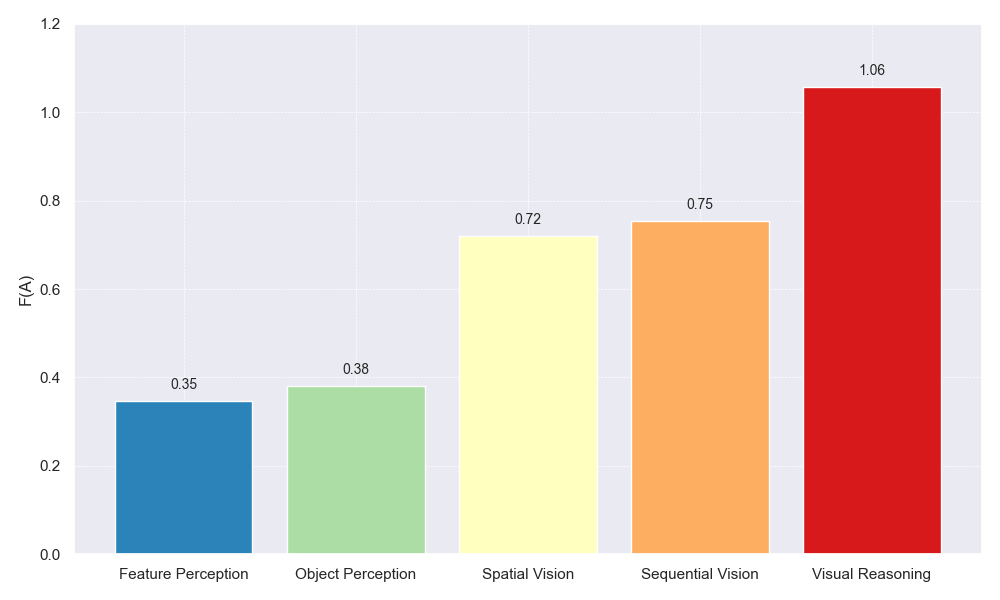 1.2
1.0
0.8
0.6
0.4
0.2
0.0
F(A)
0.35
0.38
0.72
0.75
1.06
Feature Perception
Object Perception
Spatial Vision
Sequential Vision
Visual Reasoning